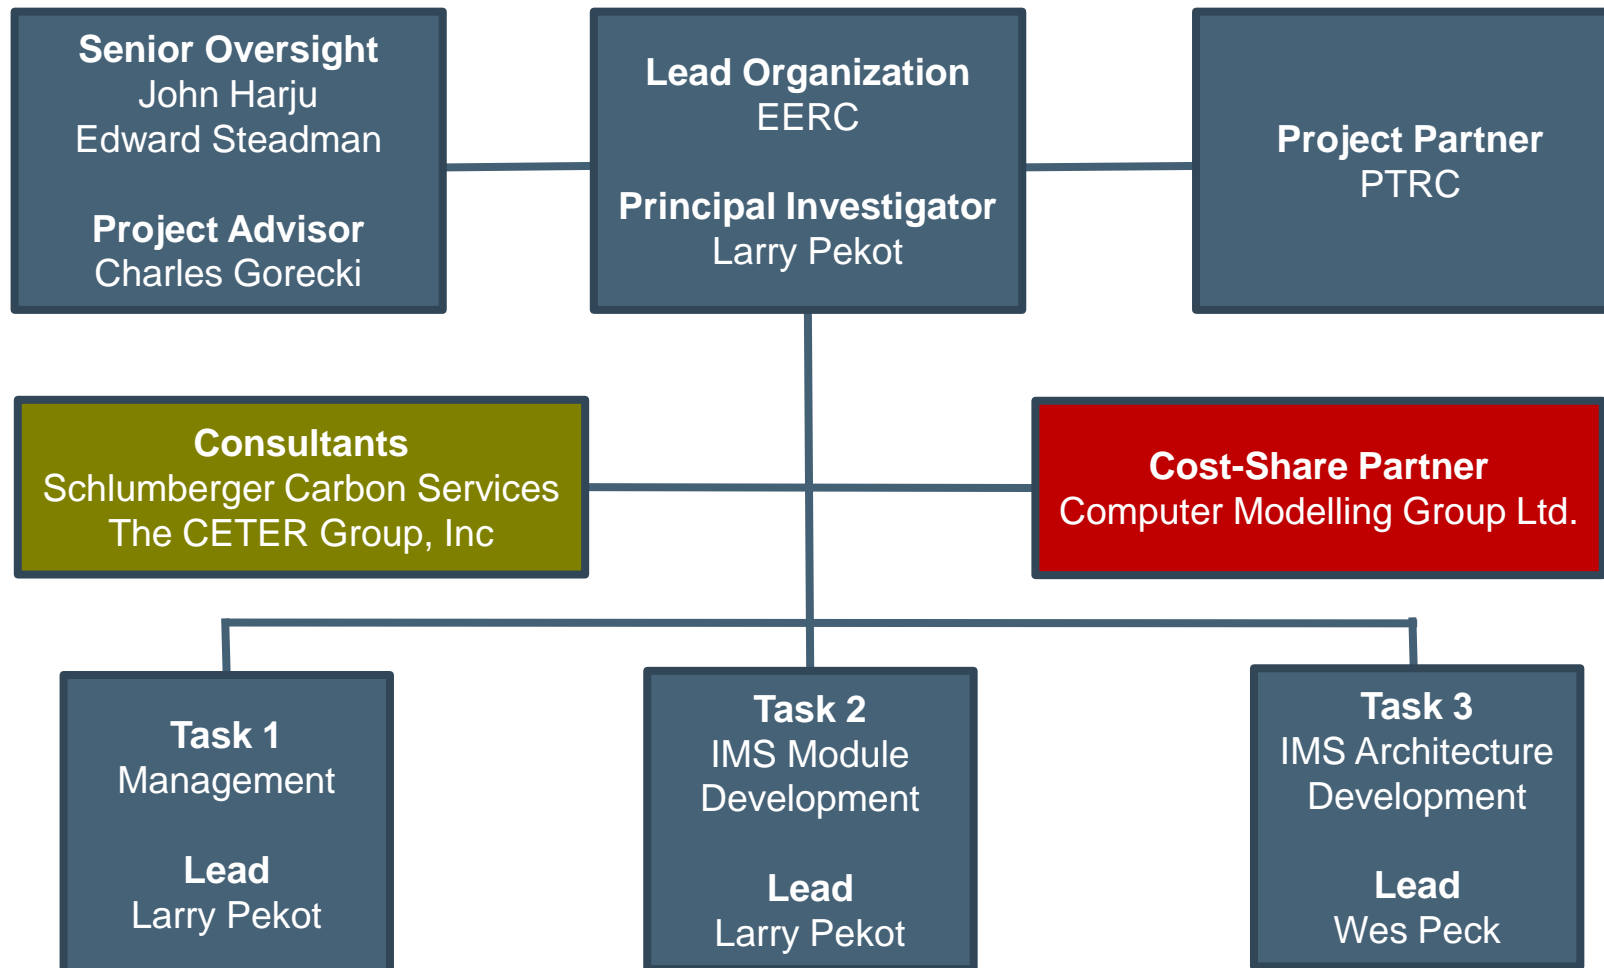 Senior Oversight
John Harju
Edward Steadman
Project Advisor
Charles Gorecki
Lead Organization
EERC
Principal Investigator
Larry Pekot
Project Partner
PTRC
Consultants
Schlumberger Carbon Services
The CETER Group, Inc
Cost-Share Partner
Computer Modelling Group Ltd.
Task 1
Management
Lead
Larry Pekot
Task 2
IMS Module
Development
Lead
Larry Pekot
Task 3
IMS Architecture
Development
Lead
Wes Peck